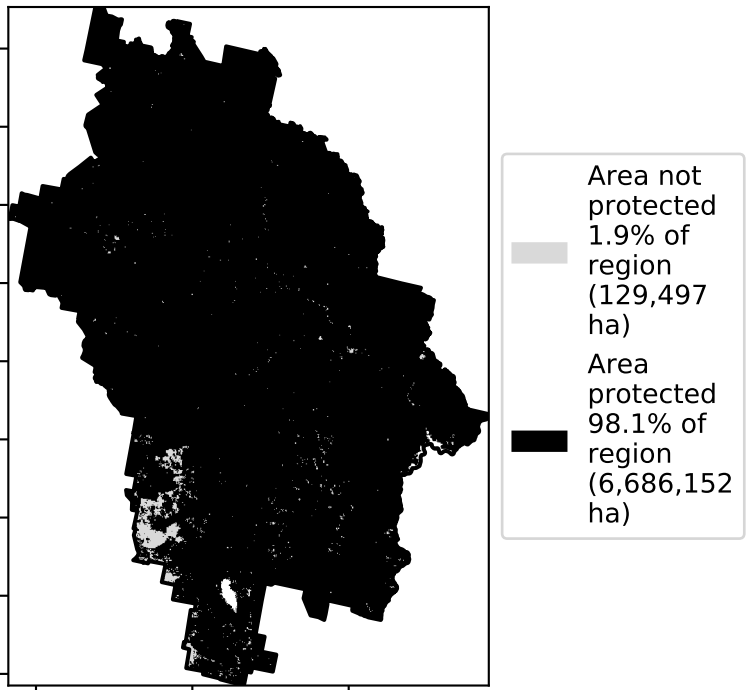 Area not
protected
1.9% of
region
(129,497
ha)
Area
protected
98.1% of
region
(6,686,152
ha)